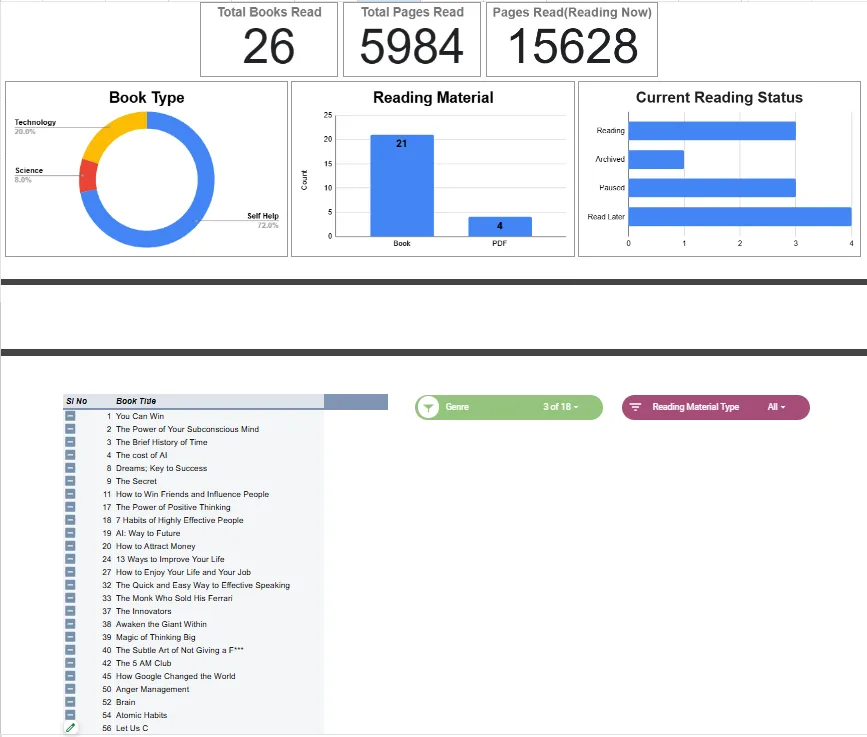 Total Books Read
26
Total Pages Read
5984
Pages Read(Reading Now)
15628
Book Type
Technology
20.0%
Science
8.0%
Self Help
72.0%
Reading Material
Count
25
20
15
10
5
0
21
4
Book
PDF
Current Reading Status
Reading
Archived
Paused
Read Later
0 1 2 3 4
Sl No Book Title
1 You Can Win
2 The Power of Your Subconscious Mind
3 The Brief History of Time
4 The cost of AI
8 Dreams; Key to Success
9 The Secret
11 How to Win Friends and Influence People
17 The Power of Positive Thinking
18 7 Habits of Highly Effective People
19 AI: Way to Future
20 How to Attract Money
24 13 Ways to Improve Your Life
27 How to Enjoy Your Life and Your Job
32 The Quick and Easy Way to Effective Speaking
33 The Monk Who Sold His Ferrari
37 The Innovators
38 Awaken the Giant Within
39 Magic of Thinking Big
40 The Subtle Art of Not Giving a F***
42 The 5 AM Club
45 How Google Changed the World
50 Anger Management
52 Brain
54 Atomic Habits
56 Let Us C
Genre 3 of 18
Reading Material Type All